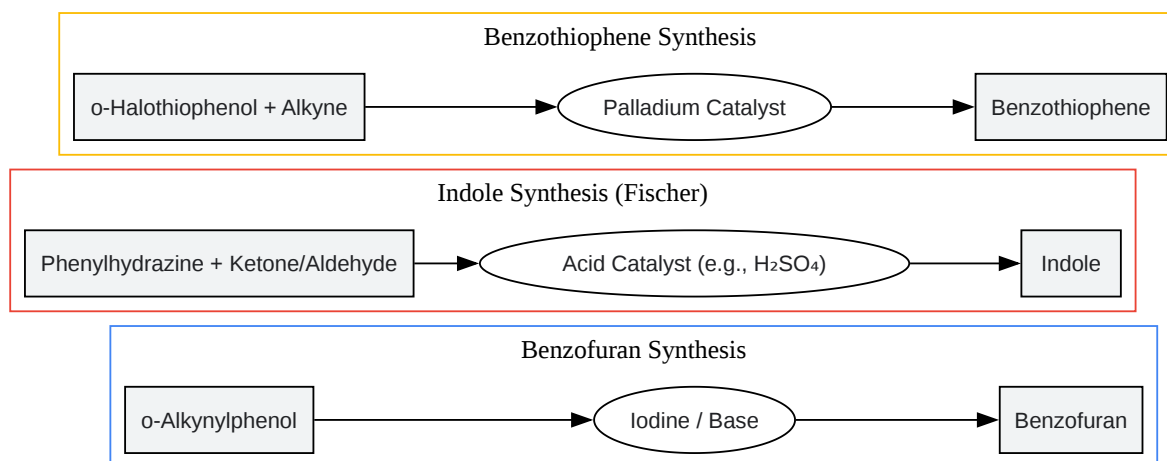 Benzothiophene Synthesis
o-Halothiophenol + Alkyne
Palladium Catalyst
Benzothiophene
Indole Synthesis (Fischer)
Phenylhydrazine + Ketone/Aldehyde
Acid Catalyst (e.g., H₂SO₄)
Indole
Benzofuran Synthesis
o-Alkynylphenol
Iodine / Base
Benzofuran